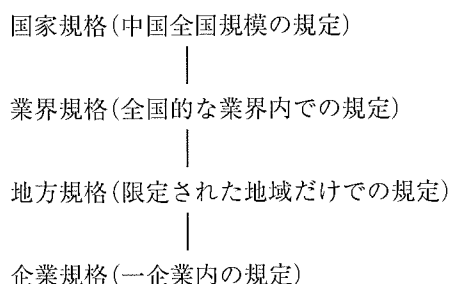 国家規格(中国全国規模の規定)
業界規格(全国的な業界内での規定)
地方規格(限定された地域だけでの規定)
企業規格(一企業内の規定)